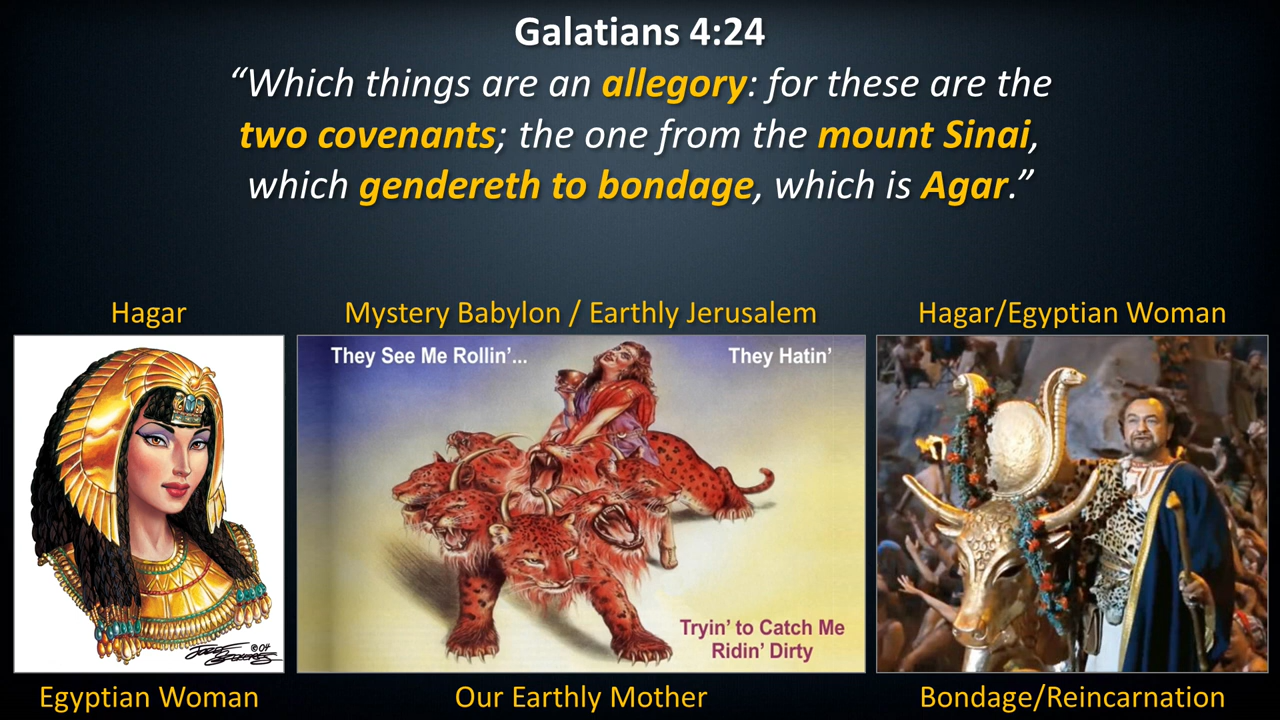 Galatians 4:24
“Which things are an allegory: for these are the
two covenants; the one from the mount Sinai,
which gendereth to bondage, which is Agar.”
Hagar
Mystery Babylon / Earthly Jerusalem
Hagar/Egyptian Woman
They See Me Rollin’...
They Hatin’
Tryin’ to Catch Me
Ridin’ Dirty
©04
Egyptian Woman
Our Earthly Mother
Bondage/Reincarnation